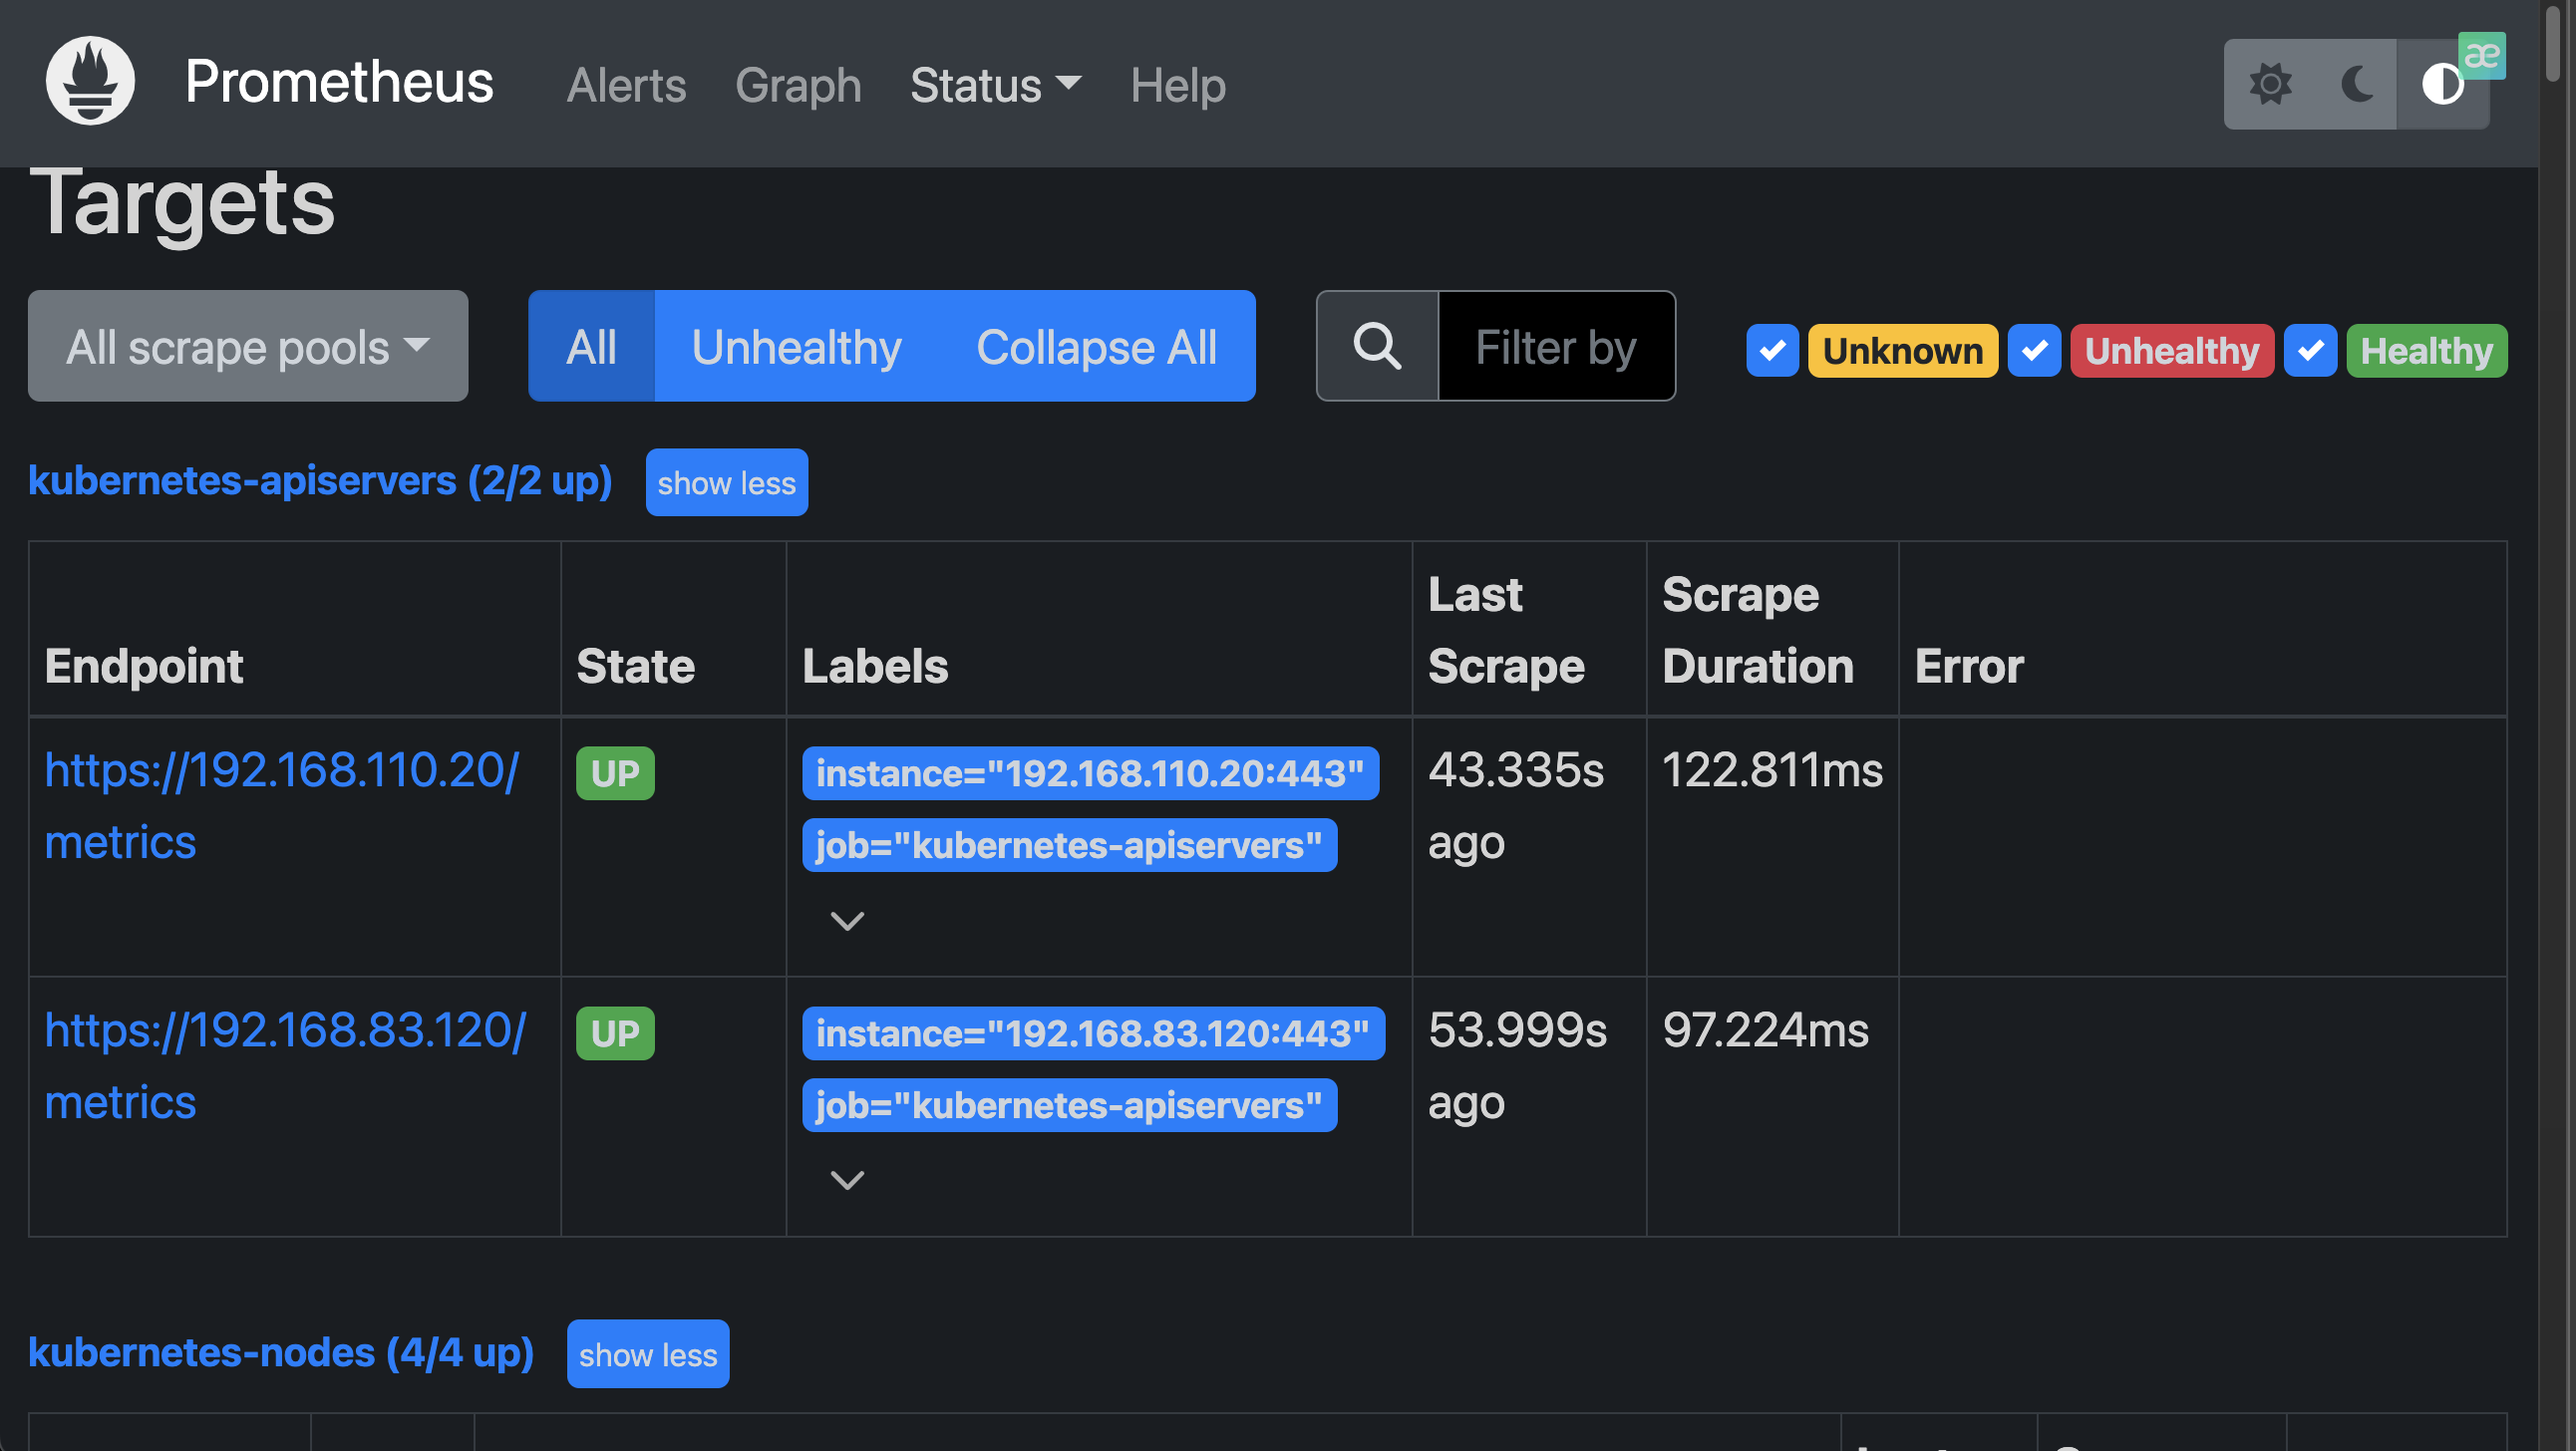 Prometheus Alerts Graph Status Help
æ
Targets
All scrape pools All Unhealthy Collapse All Filter by Unknown Unhealthy Healthy
kubernetes-apiservers (2/2 up) show less
Last Scrape
Endpoint State Labels Scrape Duration Error
https://192.168.110.20/ UP instance="192.168.110.20:443" 43.335s 122.811ms
metrics job="kubernetes-apiservers" ago
https://192.168.83.120/ UP instance="192.168.83.120:443" 53.999s 97.224ms
metrics job="kubernetes-apiservers" ago
kubernetes-nodes (4/4 up) show less